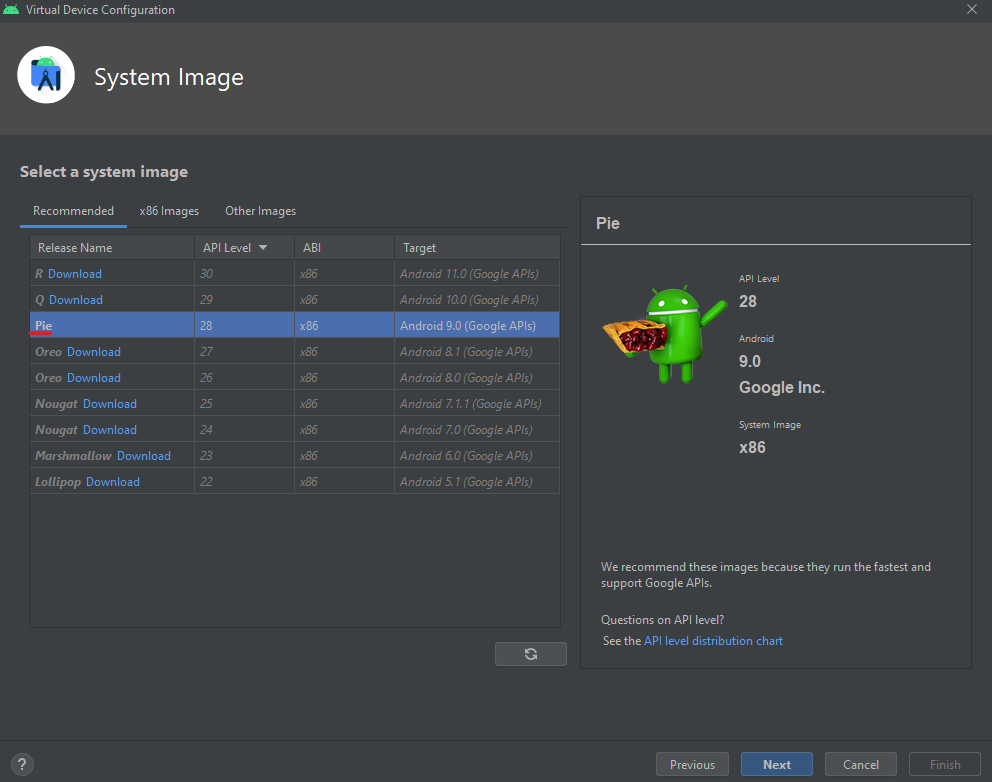 Virtual Device Configuration
System Image
Select a system image
Recommended x86 Images Other Images
Release Name API Level ABI Target
R Download 30 x86 Android 11.0 (Google APIs)
Q Download 29 x86 Android 10.0 (Google APIs)
Pie 28 x86 Android 9.0 (Google APIs)
Oreo Download 27 x86 Android 8.1 (Google APIs)
Oreo Download 26 x86 Android 8.0 (Google APIs)
Nougat Download 25 x86 Android 7.1.1 (Google APIs)
Nougat Download 24 x86 Android 7.0 (Google APIs)
Marshmallow Download 23 x86 Android 6.0 (Google APIs)
Lollipop Download 22 x86 Android 5.1 (Google APIs)
Pie
API Level
28
Android
9.0
Google Inc.
System Image
x86
We recommend these images because they run the fastest and
support Google APIs.
Questions on API level?
See the API level distribution chart
? Previous Next Cancel Finish